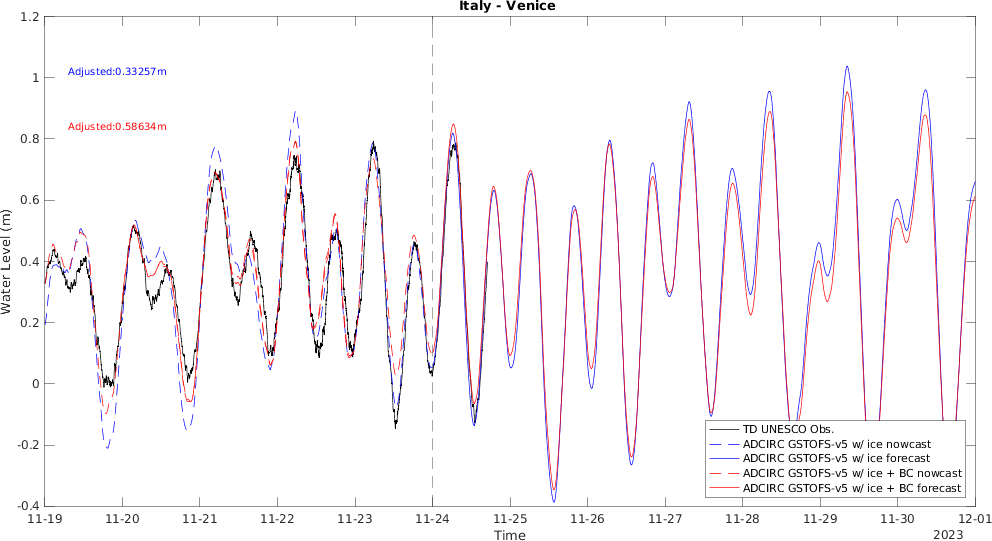 Italy - Venice
1.2
1
0.8
0.6
0.4
0.2
0
-0.2
-0.4
Water Level (m)
Adjusted:0.33257m
Adjusted:0.58634m
TD UNESCO Obs.
ADCIRC GSTOFS-v5 w/ ice nowcast
ADCIRC GSTOFS-v5 w/ ice forecast
ADCIRC GSTOFS-v5 w/ ice + BC nowcast
ADCIRC GSTOFS-v5 w/ ice + BC forecast
11-19 11-20 11-21 11-22 11-23 11-24 11-25 11-26 11-27 11-28 11-29 11-30 12-01
Time
2023